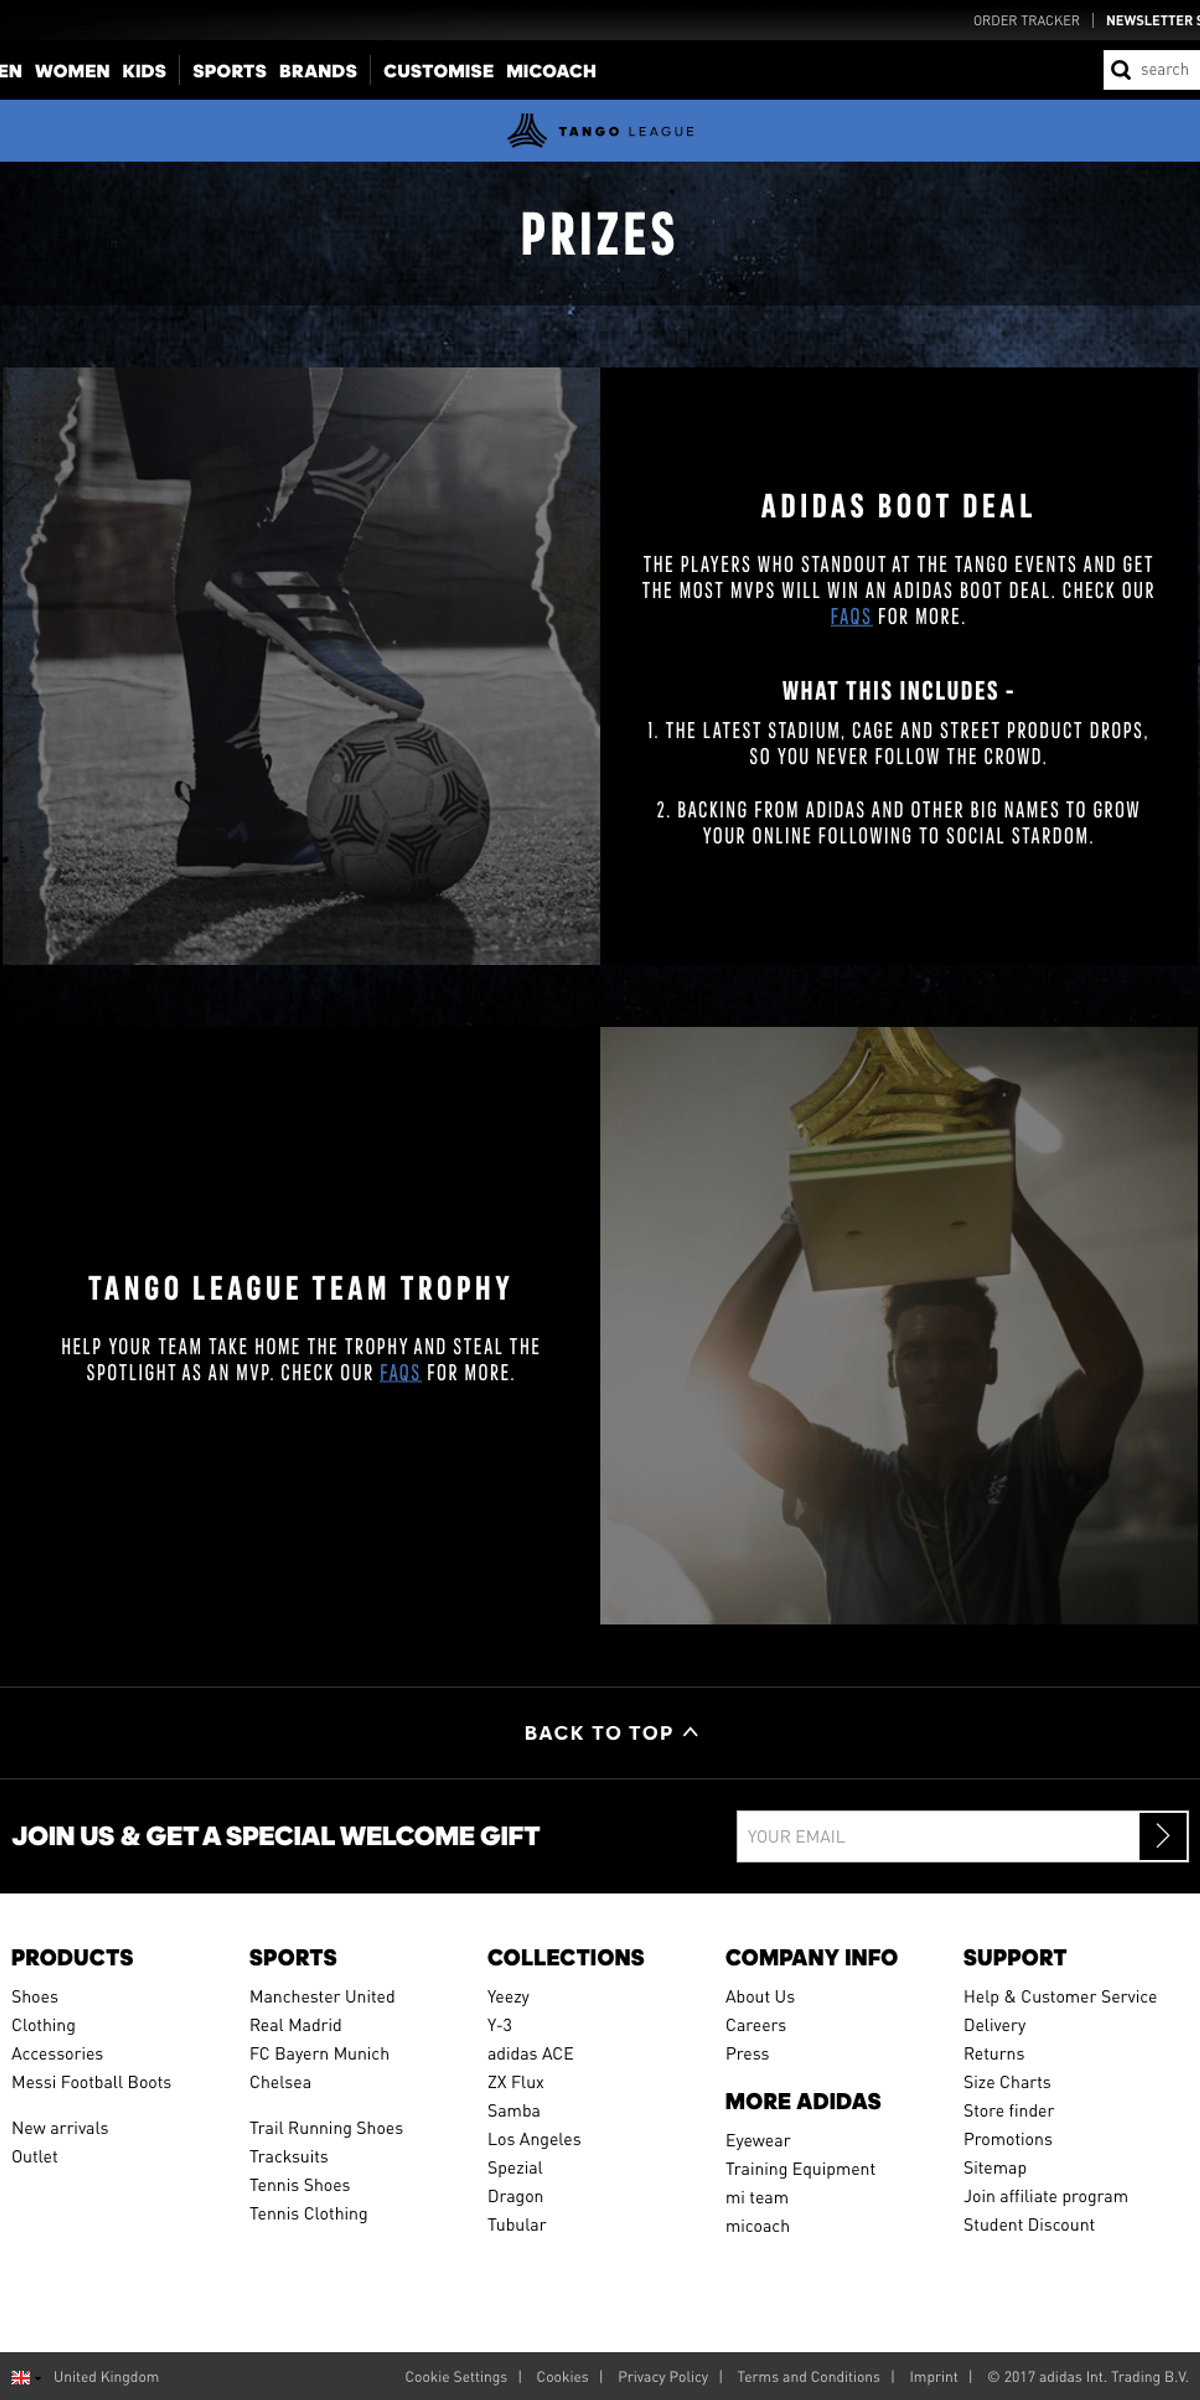 ORDER TRACKER | NEWSLETTER S
EN WOMEN KIDS | SPORTS BRANDS | CUSTOMISE MICOACH
search
TANGO LEAGUE
PRIZES
ADIDAS BOOT DEAL
THE PLAYERS WHO STANDOUT AT THE TANGO EVENTS AND GET
THE MOST MVPS WILL WIN AN ADIDAS BOOT DEAL. CHECK OUR
FAQS FOR MORE.
WHAT THIS INCLUDES -
1. THE LATEST STADIUM, CAGE AND STREET PRODUCT DROPS,
SO YOU NEVER FOLLOW THE CROWD.
2. BACKING FROM ADIDAS AND OTHER BIG NAMES TO GROW
YOUR ONLINE FOLLOWING TO SOCIAL STARDOM.
TANGO LEAGUE TEAM TROPHY
HELP YOUR TEAM TAKE HOME THE TROPHY AND STEAL THE
SPOTLIGHT AS AN MVP. CHECK OUR FAQS FOR MORE.
BACK TO TOP
JOIN US & GET A SPECIAL WELCOME GIFT
YOUR EMAIL
PRODUCTS
Shoes
Clothing
Accessories
Messi Football Boots
New arrivals
Outlet
SPORTS
Manchester United
Real Madrid
FC Bayern Munich
Chelsea
Trail Running Shoes
Tracksuits
Tennis Shoes
Tennis Clothing
COLLECTIONS
Yeezy
Y-3
adidas ACE
ZX Flux
Samba
Los Angeles
Spezial
Dragon
Tubular
COMPANY INFO
About Us
Careers
Press
MORE ADIDAS
Eyewear
Training Equipment
mi team
micoach
SUPPORT
Help & Customer Service
Delivery
Returns
Size Charts
Store finder
Promotions
Sitemap
Join affiliate program
Student Discount
United Kingdom
Cookie Settings | Cookies | Privacy Policy | Terms and Conditions | Imprint | © 2017 adidas Int. Trading B.V.